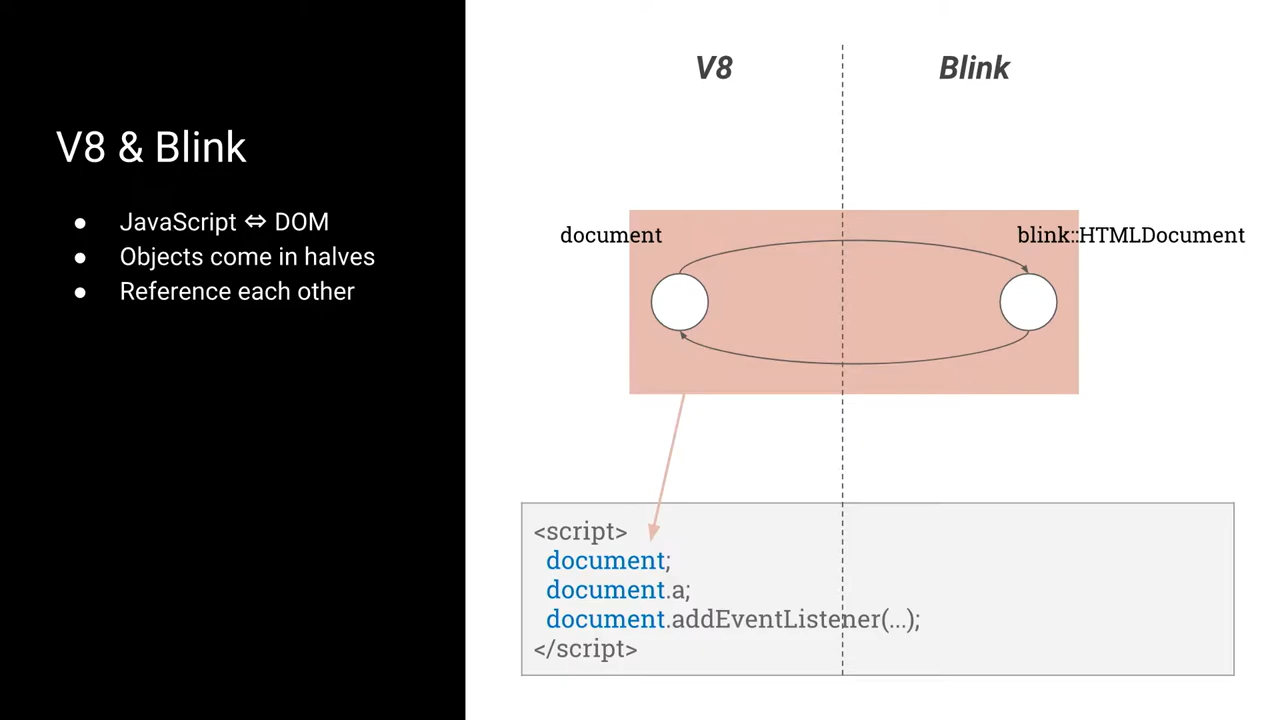 V8 & Blink
● JavaScript ⇔ DOM
● Objects come in halves
● Reference each other
V8
Blink
document
blink::HTMLDocument
<script>
document;
document.a;
document.addEventListener(...);
</script>